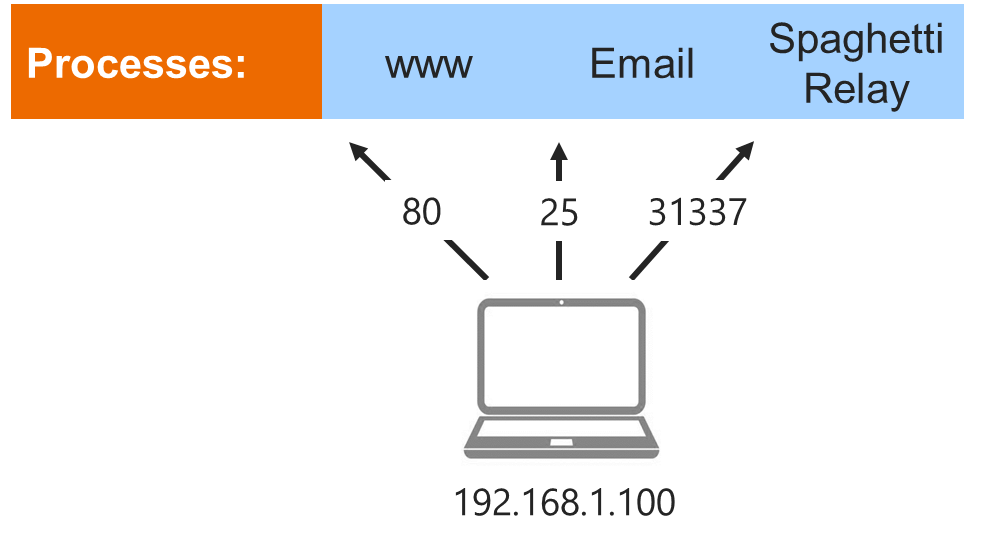 Processes:
www
Email
Spaghetti
Relay
80
25
31337
192.168.1.100